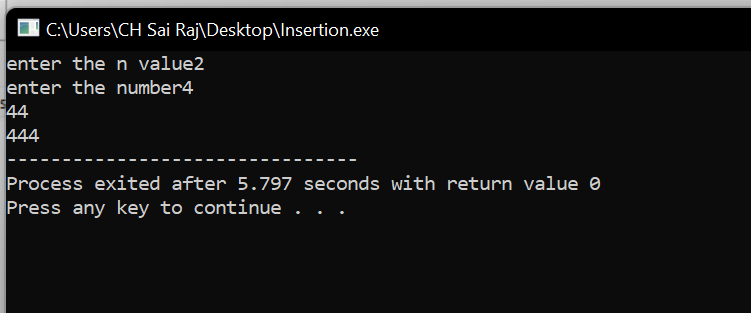 C:\Users\CH Sai Raj\Desktop\Insertion.exe
enter the n value2
enter the number4
44
444
--------------------------------
Process exited after 5.797 seconds with return value 0
Press any key to continue . . .